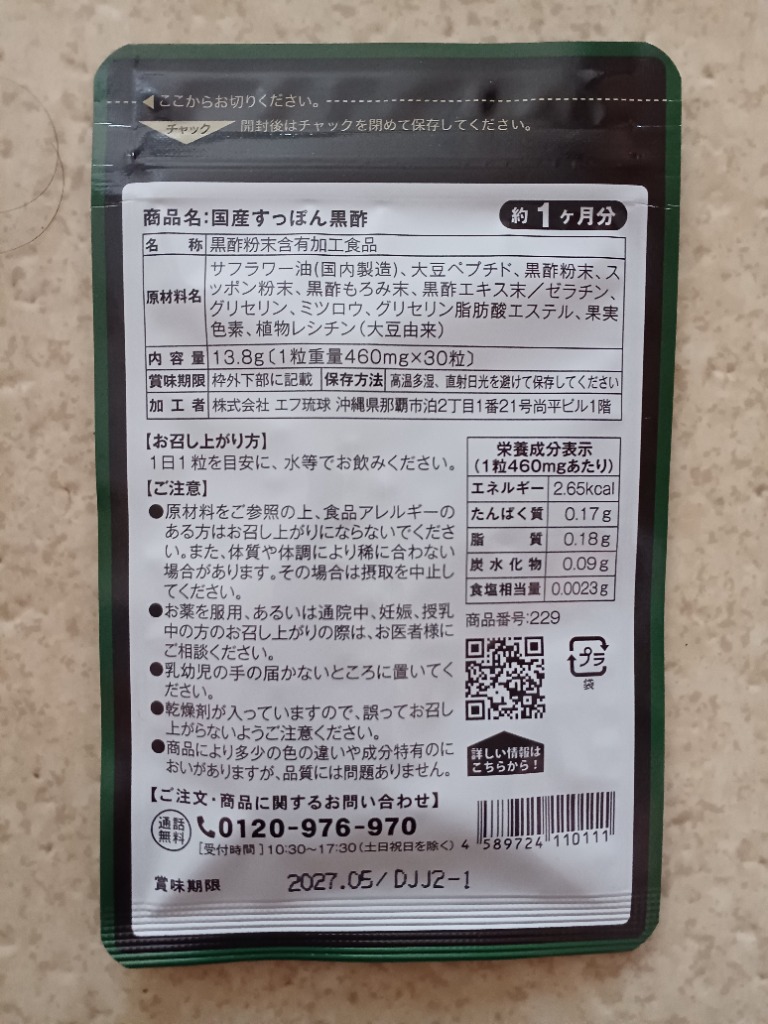 ここからお切りください。
チャック 開封後はチャックを閉めて保存してください。
商品名:国産すっぽん黒酢 約1ヶ月分
名称 黒酢粉末含有加工食品
原材料名 サフラワー油(国内製造)、大豆ペプチド、黒酢粉末、ス
ッポン粉末、黒酢もろみ末、黒酢エキス末/ゼラチン、
グリセリン、ミツロウ、グリセリン脂肪酸エステル、果実
色素、植物レシチン(大豆由来)
内容量 13.8g〔1粒重量460mg×30粒〕
賞味期限 枠外下部に記載 保存方法 高温多湿、直射日光を避けて保存してください
加工者 株式会社 エフ琉球 沖縄県那覇市泊2丁目1番21号尚平ビル1階
【お召し上がり方】
1日1粒を目安に、水等でお飲みください。
【ご注意】
●原材料をご参照の上、食品アレルギーの
ある方はお召し上がりにならないでくださ
い。また、体質や体調により稀に合わない
場合があります。その場合は摂取を中止し
てください。
●お薬を服用、あるいは通院中、妊娠、授乳
中の方のお召し上がりの際は、お医者様に
ご相談ください。
●乳幼児の手の届かないところに置いてく
ださい。
●乾燥剤が入っていますので、誤ってお召し
上がらないようご注意ください。
●商品により多少の色の違いや成分特有のに
おいがありますが、品質には問題ありません。
栄養成分表示
(1粒460mgあたり)
エネルギー 2.65kcal
たんぱく質 0.17g
脂質 0.18g
炭水化物 0.09g
食塩相当量 0.0023g
商品番号:229
プラ
袋
詳しい情報は
こちらから!
【ご注文・商品に関するお問い合わせ】
通話無料 0120-976-970
[受付時間]10:30~17:30(土日祝日を除く)
4 589724 110111
賞味期限 2027.05/DJJ2-1